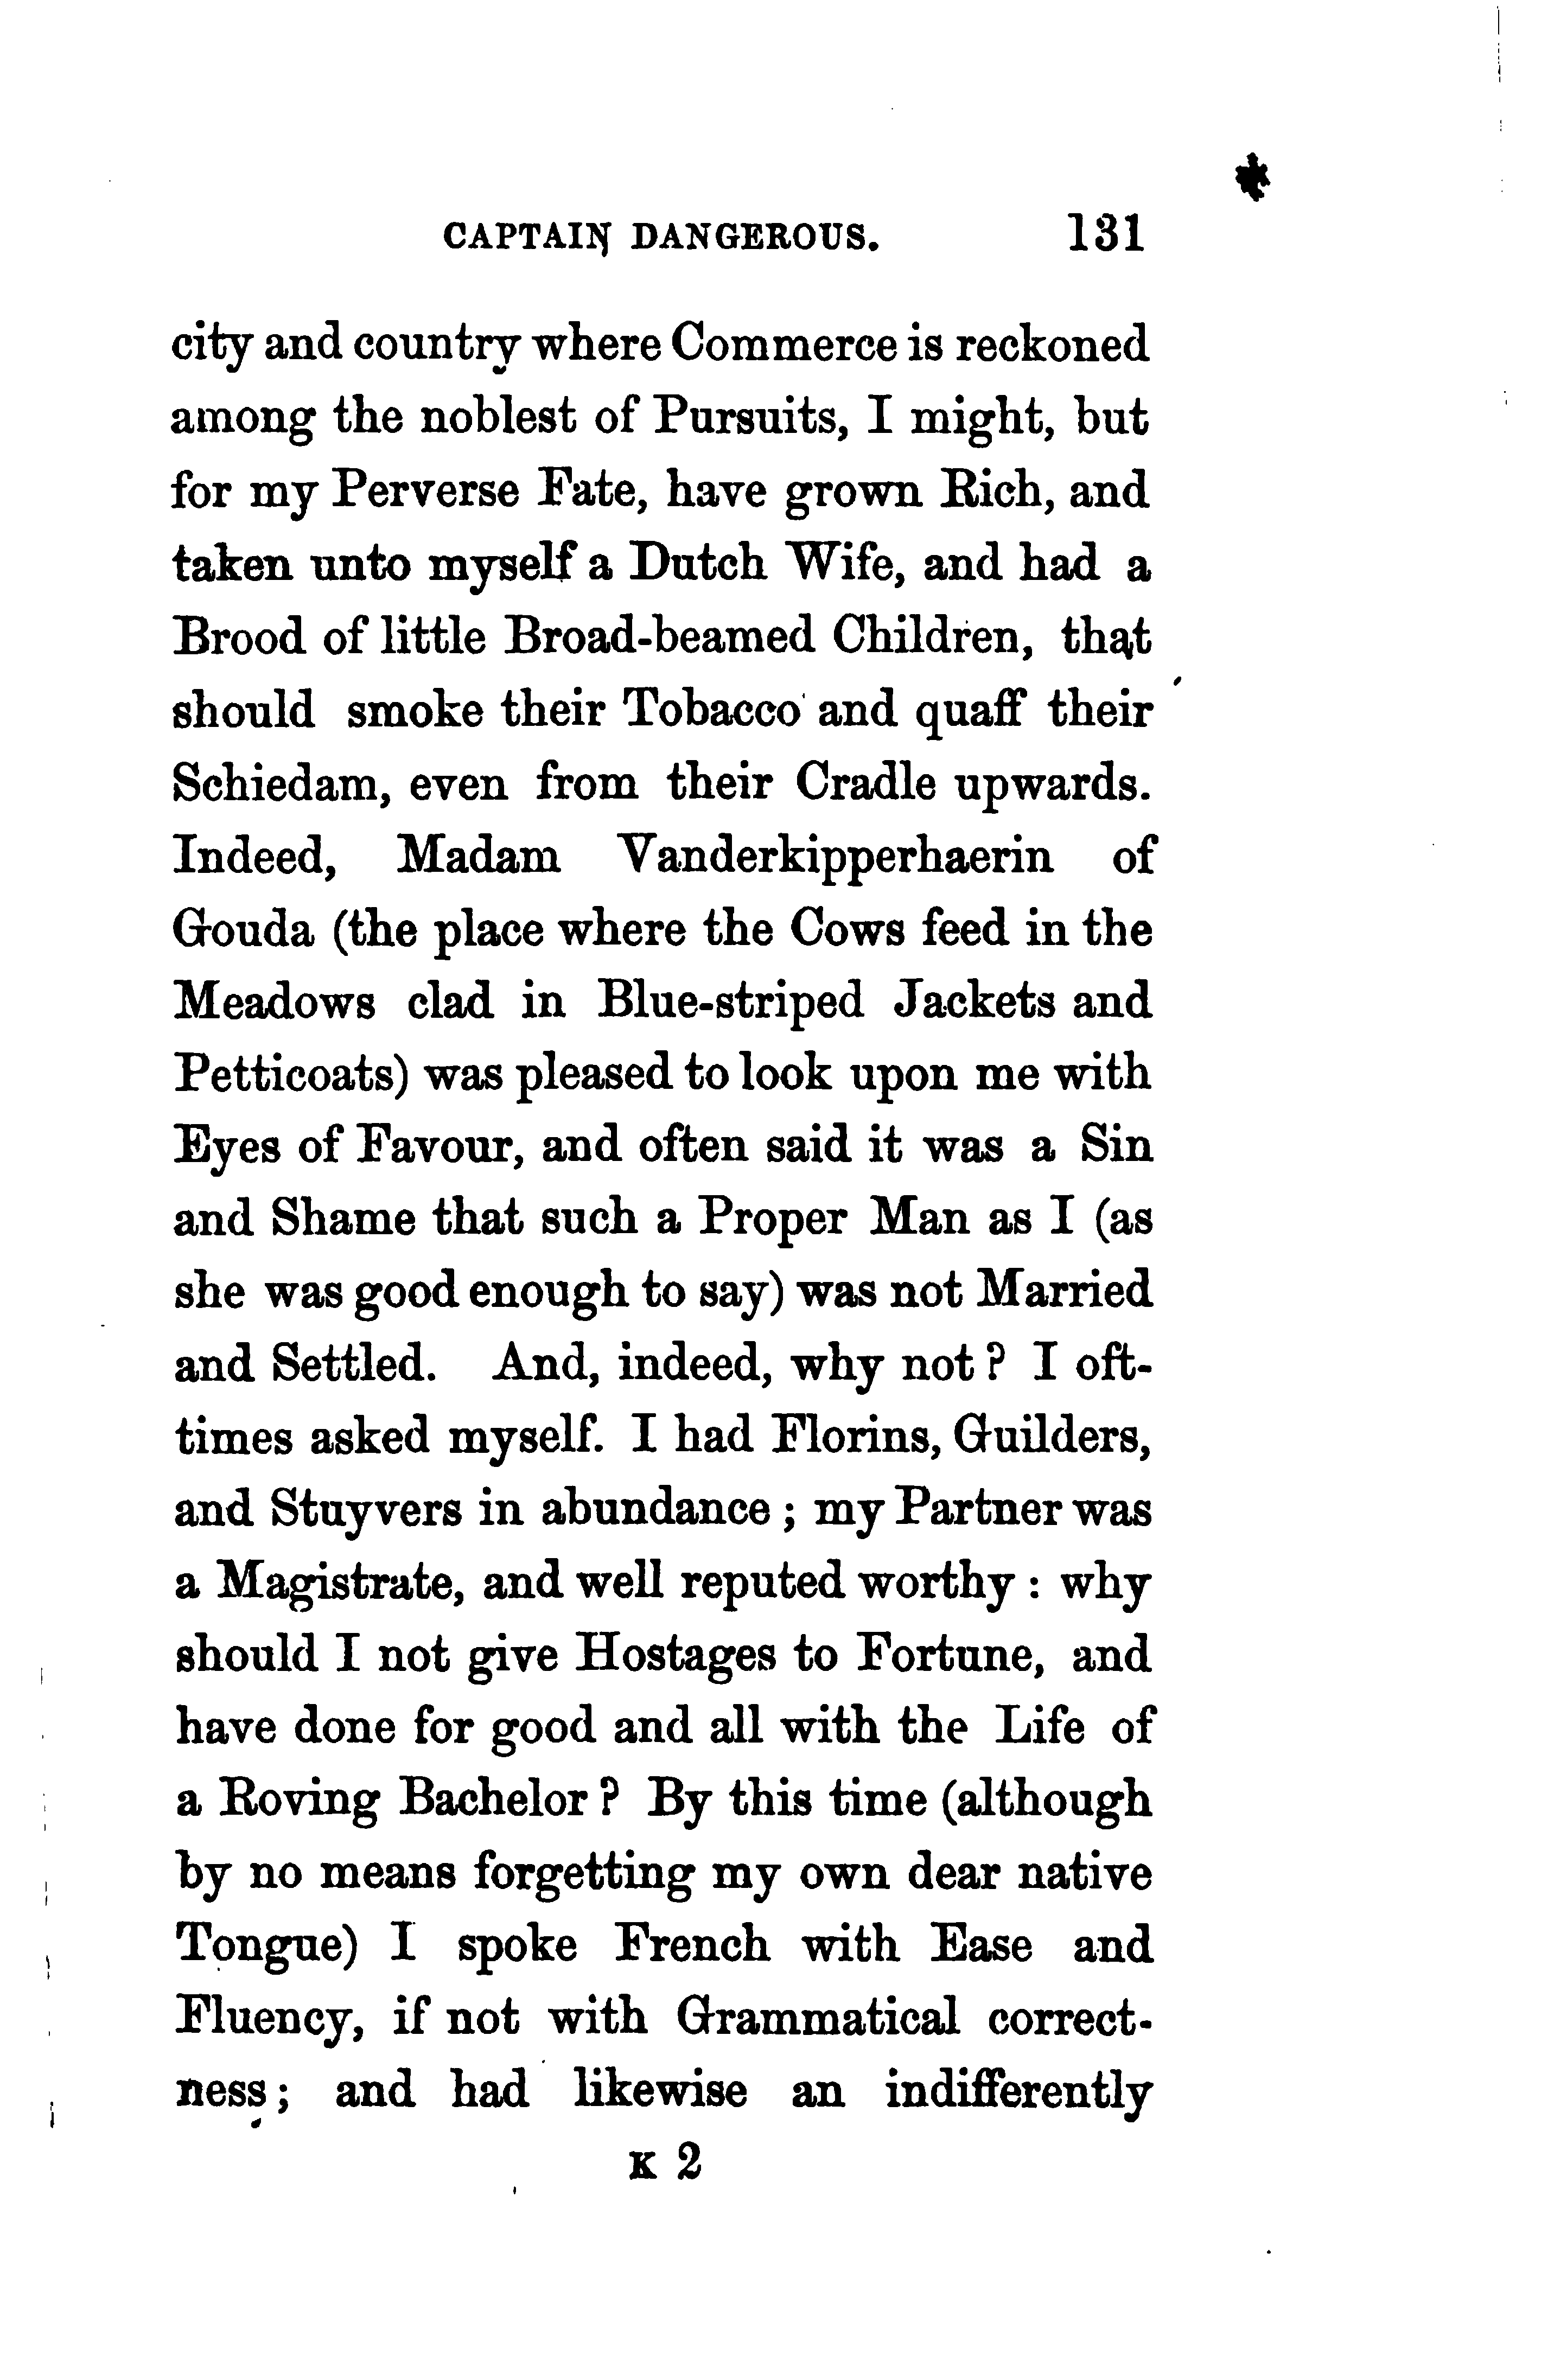 CAPTAIN DANGEROUS. 131
city and country where Commerce is reckoned
among the noblest of Pursuits, I might, but
for my Perverse Fate, have grown Rich, and
taken unto myself a Dutch Wife, and had a
Brood of little Broad-beamed Children, that
should smoke their Tobacco and quaff their
Schiedam, even from their Cradle upwards.
Indeed, Madam Vanderkipperhaerin of
Gouda (the place where the Cows feed in the
Meadows clad in Blue-striped Jackets and
Petticoats) was pleased to look upon me with
Eyes of Favour, and often said it was a Sin
and Shame that such a Proper Man as I (as
she was good enough to say) was not Married
and Settled. And, indeed, why not? I oft-
times asked myself. I had Florins, Guilders,
and Stuyvers in abundance; my Partner was
a Magistrate, and well reputed worthy: why
should I not give Hostages to Fortune, and
have done for good and all with the Life of
a Roving Bachelor? By this time (although
by no means forgetting my own dear native
Tongue) I spoke French with Ease and
Fluency, if not with Grammatical correct-
ness; and had likewise an indifferently
K 2